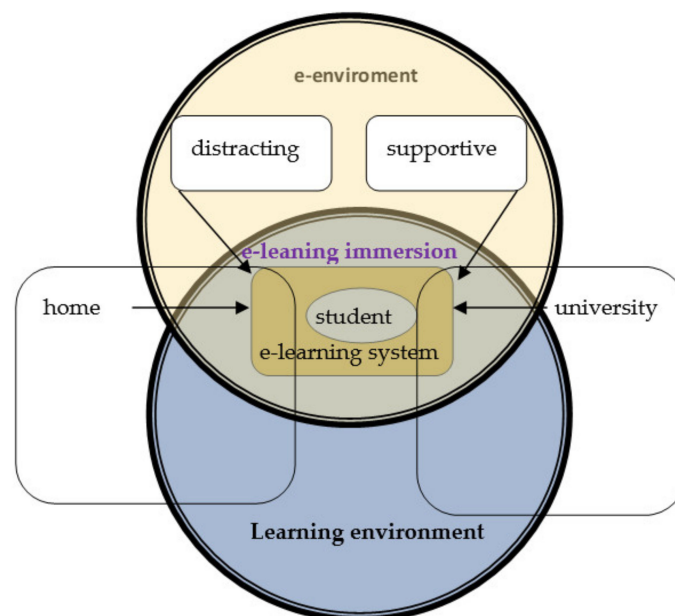 e-enviroment
distracting
supportive
e-leaning immersion
home
university
student
e-learning system
Learning environment